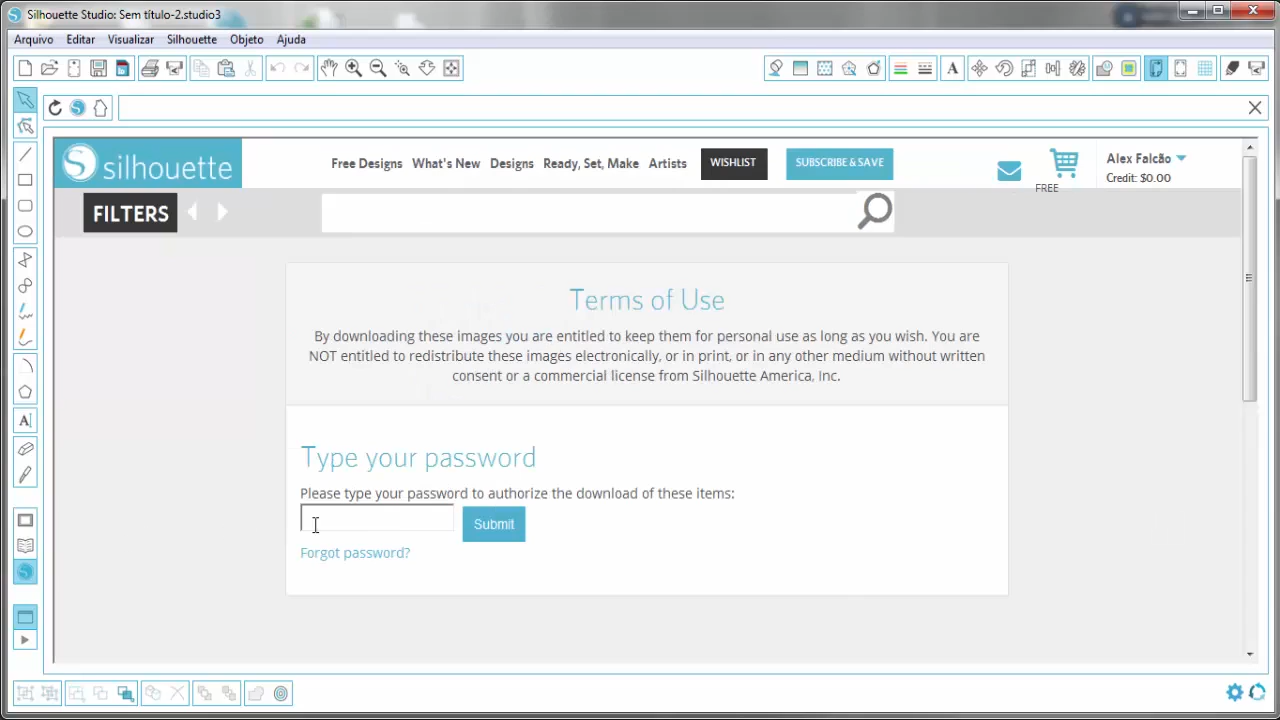 Silhouette Studio: Sem título-2.studio3
Arquivo Editar Visualizar Silhouette Objeto Ajuda
silhouette
Free Designs What's New Designs Ready, Set, Make Artists WISHLIST SUBSCRIBE & SAVE
Alex Falcão
Credit: $0.00
FREE
FILTERS
Terms of Use
By downloading these images you are entitled to keep them for personal use as long as you wish. You are
NOT entitled to redistribute these images electronically, or in print, or in any other medium without written
consent or a commercial license from Silhouette America, Inc.
Type your password
Please type your password to authorize the download of these items:
Submit
Forgot password?